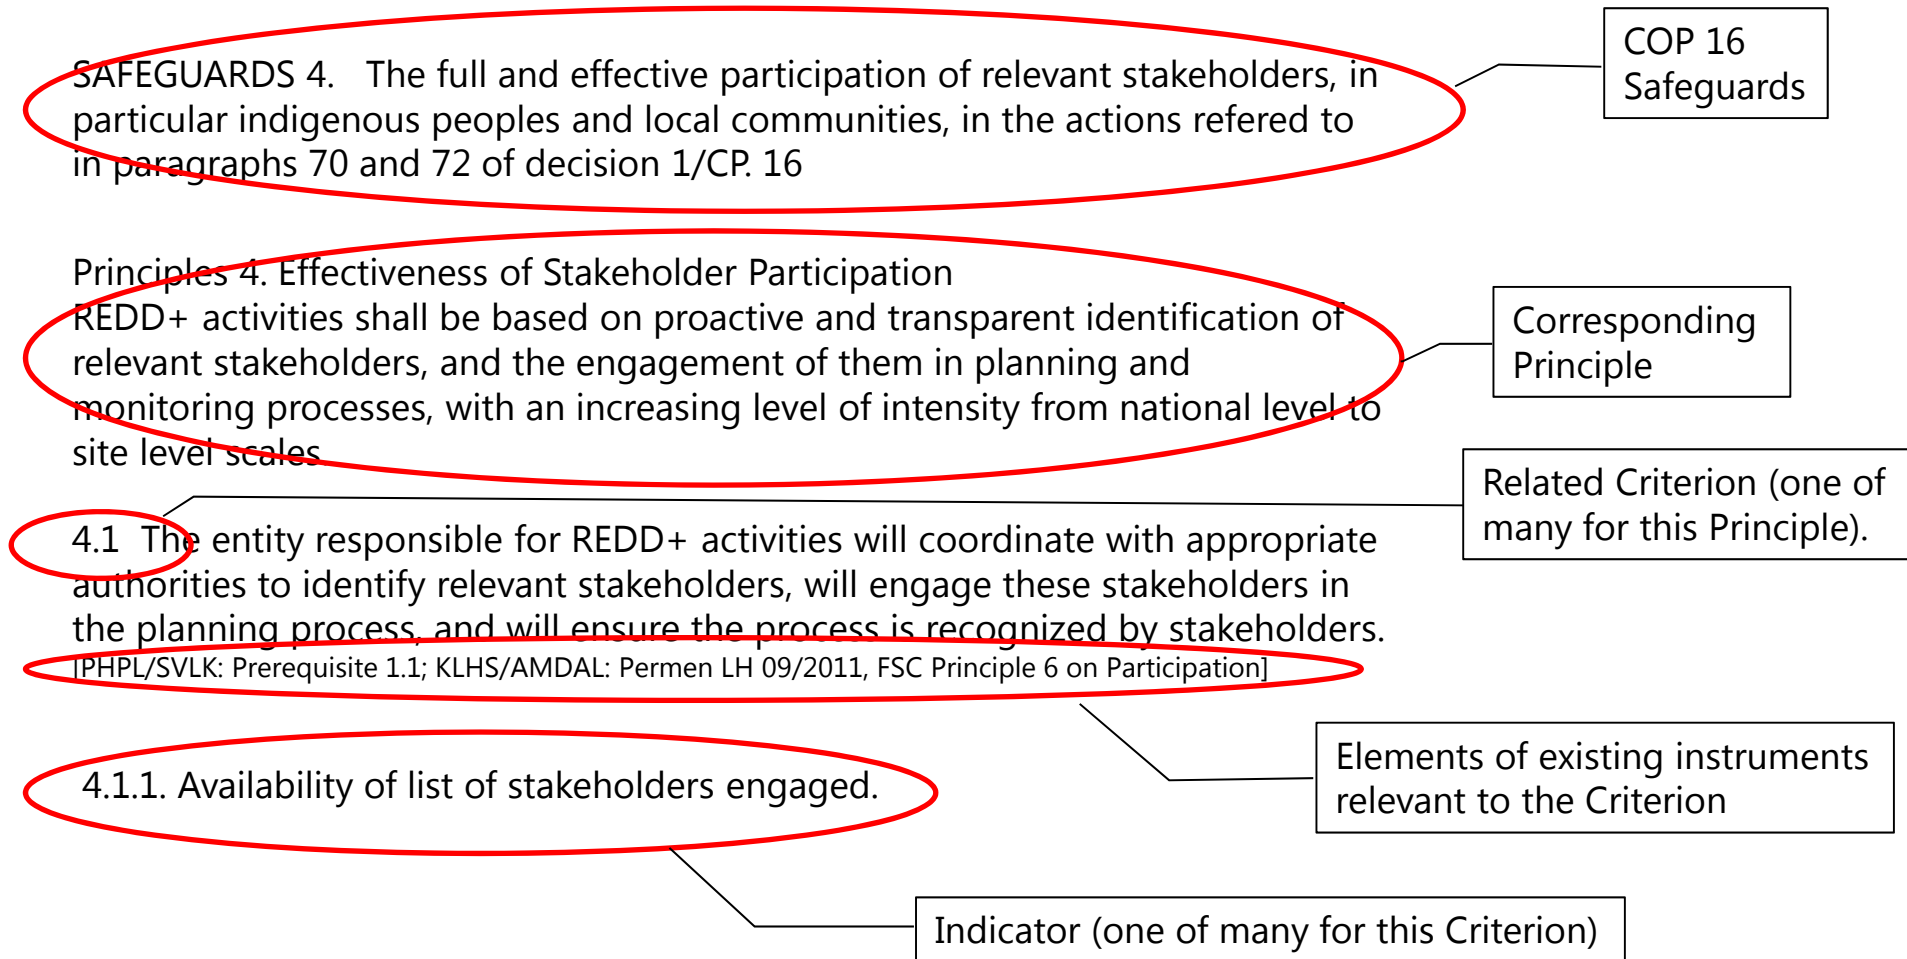 SAFEGUARDS 4. The full and effective participation of relevant stakeholders, in
particular indigenous peoples and local communities, in the actions refered to
in paragraphs 70 and 72 of decision 1/CP. 16
COP 16
Safeguards
Principles 4. Effectiveness of Stakeholder Participation
REDD+ activities shall be based on proactive and transparent identification of
relevant stakeholders, and the engagement of them in planning and
monitoring processes, with an increasing level of intensity from national level to
site level scales
Corresponding
Principle
4.1 The entity responsible for REDD+ activities will coordinate with appropriate
authorities to identify relevant stakeholders, will engage these stakeholders in
the planning process, and will ensure the process is recognized by stakeholders.
Related Criterion (one of
many for this Principle).
[PHPL/SVLK: Prerequisite 1.1; KLHS/AMDAL: Permen LH 09/2011, FSC Principle 6 on Participation]
Elements of existing instruments
relevant to the Criterion
4.1.1. Availability of list of stakeholders engaged.
Indicator (one of many for this Criterion)